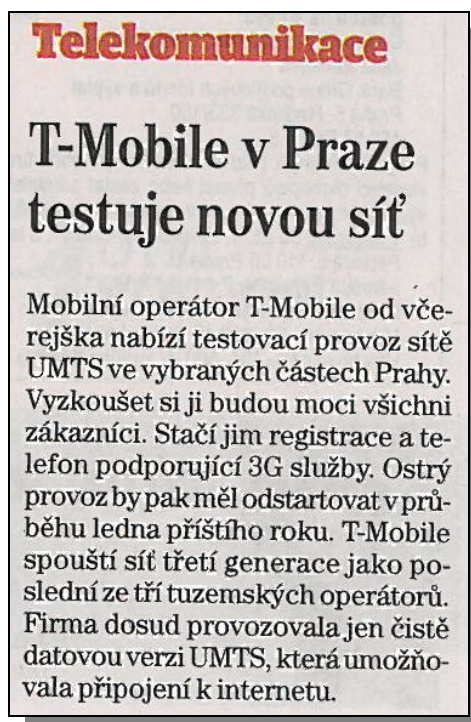 Telekomunikace
T-Mobile v Praze
testuje novou síť
Mobilní operátor T-Mobile od vče-
rejška nabízí testovací provoz sítě
UMTS ve vybraných částech Prahy.
Vyzkoušet si ji budou moci všichni
zákazníci. Stačí jim registrace a te-
lefon podporující 3G služby. Ostrý
provoz by pak měl odstartovat v prů-
běhu ledna příštího roku. T-Mobile
spouští síť třetí generace jako po-
slední ze tří tuzemských operátorů.
Firma dosud provozovala jen čistě
datovou verzi UMTS, která umožňo-
vala připojení k internetu.